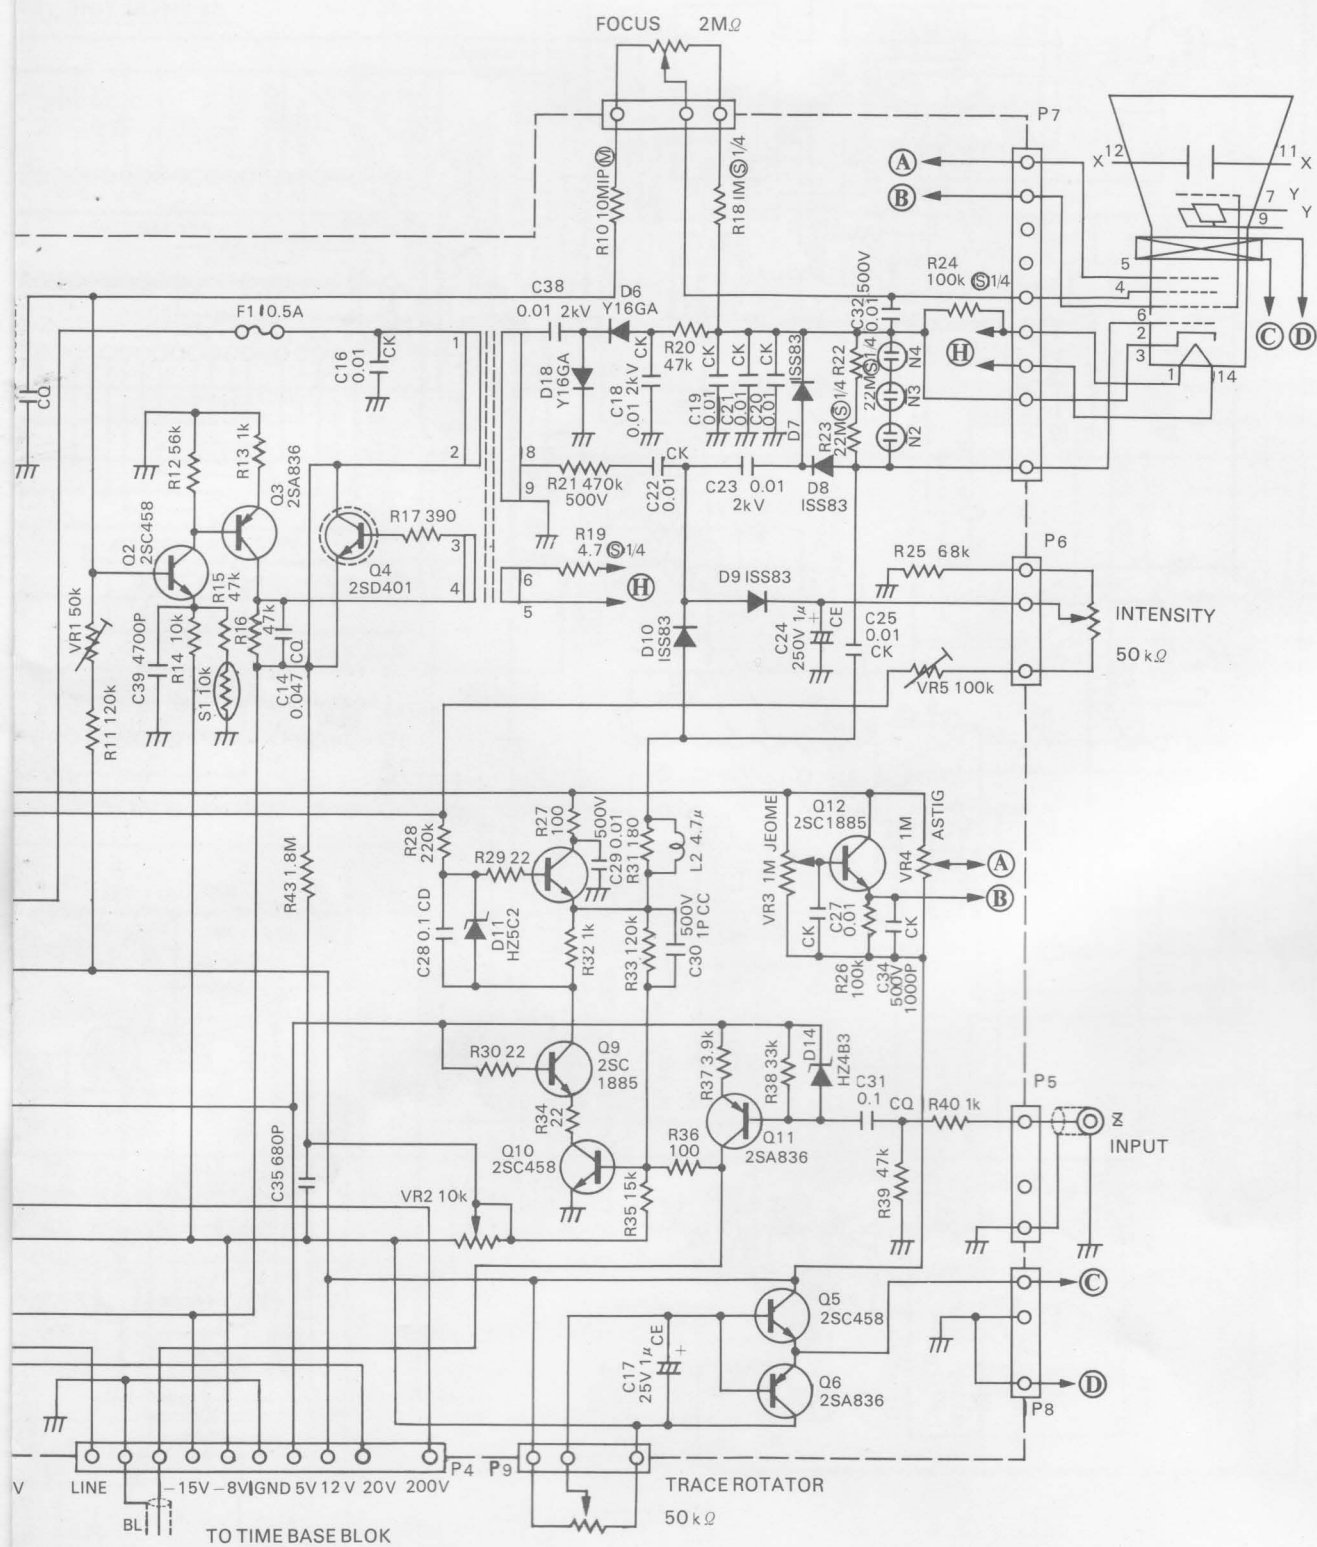 FOCUS 2MΩ
P7
R10 10M IP Ⓜ
R18 1M Ⓢ 1/4
A
B
X 12
11 X
7 Y
9 Y
5
4
6
2
3
1
14
C D
R24
100k Ⓢ 1/4
C32 500V
0.01
F1 0.5A
C38
0.01 2kV
D6
Y16GA
C16
0.01
CK
1
D18
Y16GA
C18
0.01 2kV
CK
R20
47k
C19
0.01
CK
C21
0.01
CK
C20
0.01
CK
D7
ISS83
R22
22M Ⓢ 1/4
R23
22M Ⓢ 1/4
N4
N3
N2
H
CQ
R12 56k
R13 1k
Q3
2SA836
2
8
9
R21 470k
500V
C22
0.01
CK
C23 0.01
2kV
D8
ISS83
Q2
2SC458
R17 390
3
4
Q4
2SD401
R19
4.7 Ⓢ 1/4
6
5
H
R25 68k
P6
D9 ISS83
INTENSITY
50kΩ
VR1 50k
R15
47k
R16
47k
C39 4700P
R14 10k
S1 10k
C14
0.047 CQ
D10
ISS83
C24
250V 1μ
+
CE
C25
0.01
CK
VR5 100k
R11 120k
R43 1.8M
R28
220k
R29 22
R27
100
500V
C29 0.01
R31 180
L2 4.7μ
VR3 1M JEOME
Q12
2SC1885
VR4 1M
ASTIG
A
B
C28 0.1 CD
D11
HZ5C2
R32 1k
R33 120k
500V
1P CC
C30
CK
C27
0.01
R26
100k
C34
500V
1000P
CK
R30 22
Q9
2SC
1885
R34
22
R37 3.9k
R38 33k
D14
HZ4B3
C31
0.1
CQ
R40 1k
P5
Z
INPUT
C35 680P
Q10
2SC458
R36
100
Q11
2SA836
R39 47k
VR2 10k
R35 15k
Q5
2SC458
C
C17
25V 1μ
CE
+
Q6
2SA836
D
P8
P4
P9
V LINE -15V -8V GND 5V 12V 20V 200V
TRACE ROTATOR
50kΩ
BL
TO TIME BASE BLOK